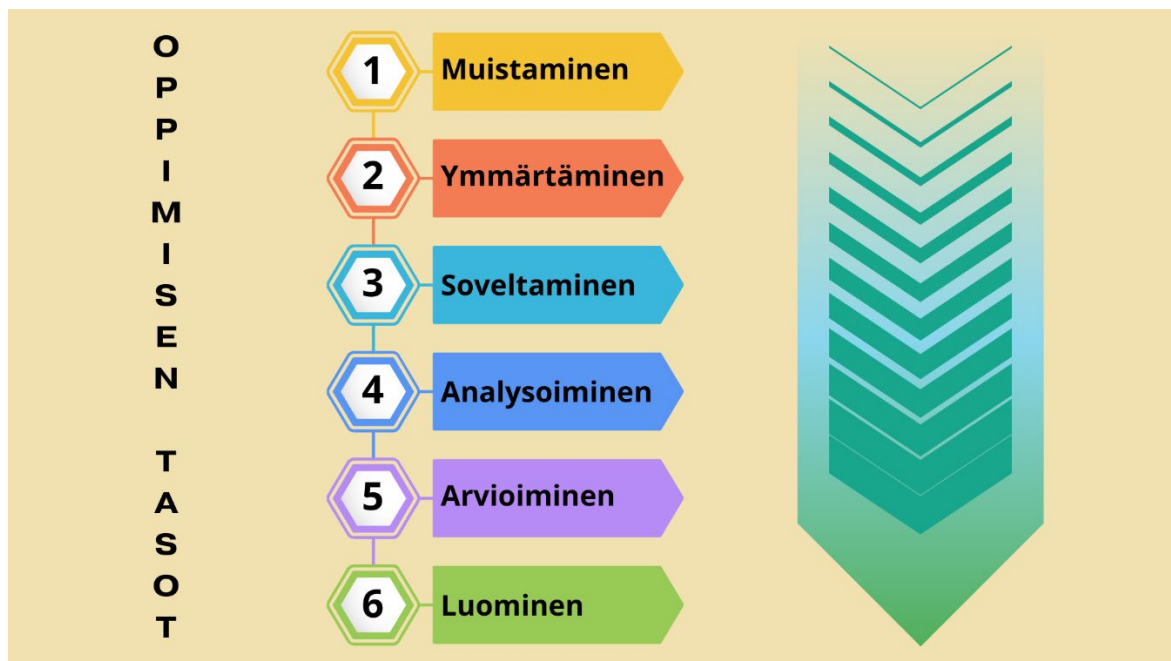 OPPIMISEN TASOT
1 Muistaminen
2 Ymmärtäminen
3 Soveltaminen
4 Analysoiminen
5 Arvioiminen
6 Luominen